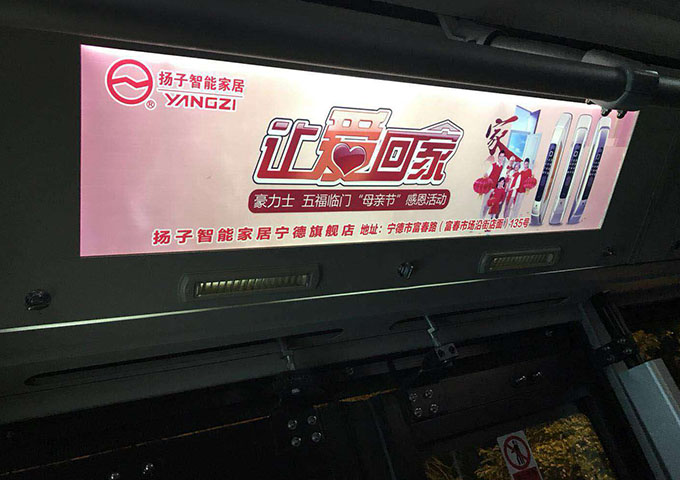 扬子智能家居
YANGZI
®
让爱回家
家
豪力士 五福临门“母亲节”感恩活动
扬子智能家居宁德旗舰店 地址：宁德市富春路（富春市场沿街店面）135号